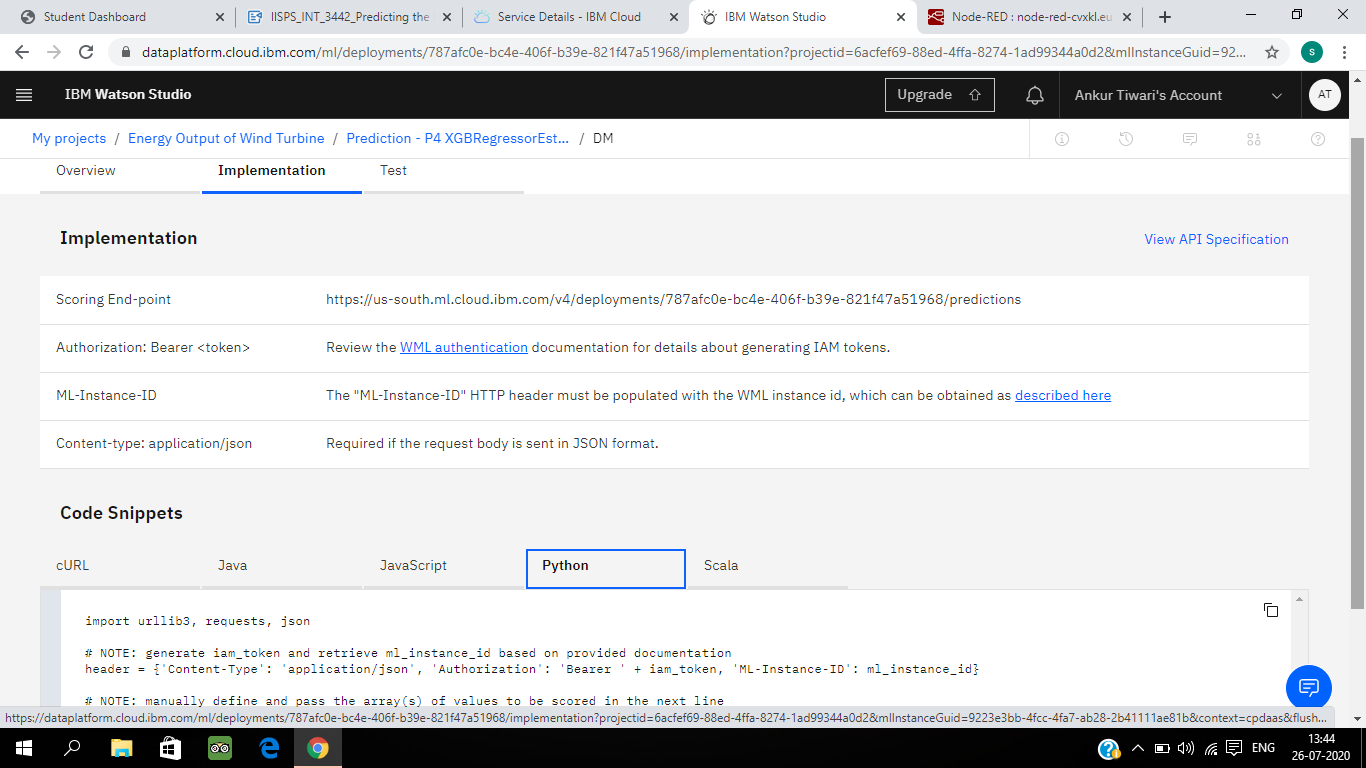 Student Dashboard
IISPS_INT_3442_Predicting the
Service Details - IBM Cloud
IBM Watson Studio
Node-RED : node-red-cvxkl.eu
dataplatform.cloud.ibm.com/ml/deployments/787afc0e-bc4e-406f-b39e-821f47a51968/implementation?projectid=6acfef69-88ed-4ffa-8274-1ad99344a0d2&mlInstanceGuid=92...
S
IBM Watson Studio
Upgrade
Ankur Tiwari's Account
AT
My projects / Energy Output of Wind Turbine / Prediction - P4 XGBRegressorEst... / DM
Overview
Implementation
Test
Implementation
View API Specification
Scoring End-point
https://us-south.ml.cloud.ibm.com/v4/deployments/787afc0e-bc4e-406f-b39e-821f47a51968/predictions
Authorization: Bearer <token>
Review the WML authentication documentation for details about generating IAM tokens.
ML-Instance-ID
The "ML-Instance-ID" HTTP header must be populated with the WML instance id, which can be obtained as described here
Content-type: application/json
Required if the request body is sent in JSON format.
Code Snippets
cURL
Java
JavaScript
Python
Scala
import urllib3, requests, json
# NOTE: generate iam_token and retrieve ml_instance_id based on provided documentation
header = {'Content-Type': 'application/json', 'Authorization': 'Bearer ' + iam_token, 'ML-Instance-ID': ml_instance_id}
# NOTE: manually define and pass the array(s) of values to be scored in the next line
https://dataplatform.cloud.ibm.com/ml/deployments/787afc0e-bc4e-406f-b39e-821f47a51968/implementation?projectid=6acfef69-88ed-4ffa-8274-1ad99344a0d2&mlInstanceGuid=9223e3bb-4fcc-4fa7-ab28-2b41111ae81b&context=cpdaas&flush...
ENG
13:44
26-07-2020